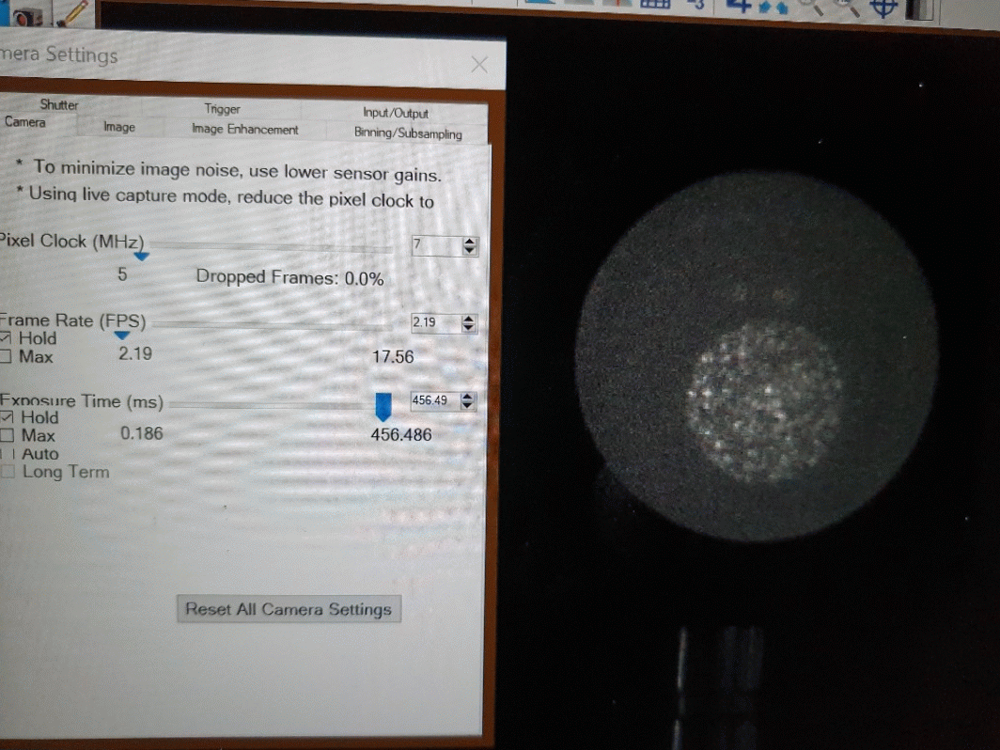 mera Settings
Shutter Trigger Input/Output
Camera Image Image Enhancement Binning/Subsampling
* To minimize image noise, use lower sensor gains.
* Using live capture mode, reduce the pixel clock to
Pixel Clock (MHz) 7
5 Dropped Frames: 0.0%
Frame Rate (FPS) 2.19
Hold
Max 2.19 17.56
Exposure Time (ms) 456.49
Hold
Max 0.186 456.486
Auto
Long Term
Reset All Camera Settings